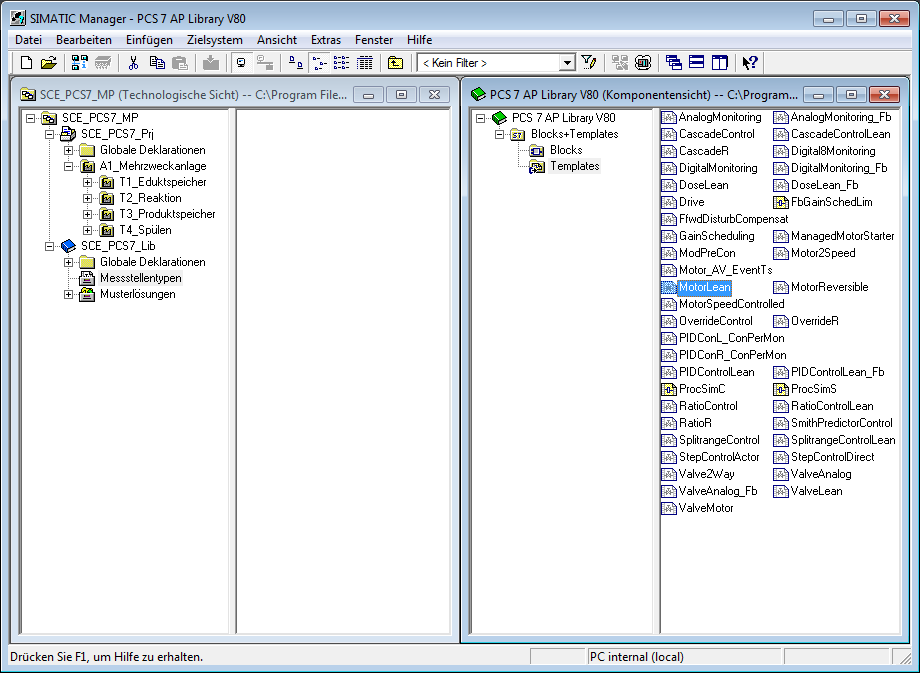 SIMATIC Manager - PCS 7 AP Library V80
Datei Bearbeiten Einfügen Zielsystem Ansicht Extras Fenster Hilfe
< Kein Filter >
SCE_PCS7_MP (Technologische Sicht) -- C:\Program File...
SCE_PCS7_MP
SCE_PCS7_Prj
Globale Deklarationen
A1_Mehrzweckanlage
T1_Eduktspeicher
T2_Reaktion
T3_Produktspeicher
T4_Spülen
SCE_PCS7_Lib
Globale Deklarationen
Messstellentypen
Musterlösungen
PCS 7 AP Library V80 (Komponentensicht) -- C:\Program...
PCS 7 AP Library V80
Blocks+Templates
Blocks
Templates
AnalogMonitoring AnalogMonitoring_Fb
CascadeControl CascadeControlLean
CascadeR Digital8Monitoring
DigitalMonitoring DigitalMonitoring_Fb
DoseLean DoseLean_Fb
Drive FbGainSchedLim
FfwdDisturbCompensat
GainScheduling ManagedMotorStarter
ModPreCon Motor2Speed
Motor_AV_EventTs
MotorLean MotorReversible
MotorSpeedControlled
OverrideControl OverrideR
PIDConL_ConPerMon
PIDConR_ConPerMon
PIDControlLean PIDControlLean_Fb
ProcSimC ProcSimS
RatioControl RatioControlLean
RatioR SmithPredictorControl
SplitrangeControl SplitrangeControlLean
StepControlActor StepControlDirect
Valve2Way ValveAnalog
ValveAnalog_Fb ValveLean
ValveMotor
Drücken Sie F1, um Hilfe zu erhalten. PC internal (local)